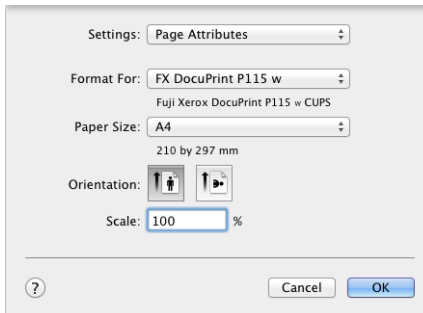 Settings: Page Attributes
Format For: FX DocuPrint P115 w
Fuji Xerox DocuPrint P115 w CUPS
Paper Size: A4
210 by 297 mm
Orientation:
Scale: 100 %
? Cancel OK